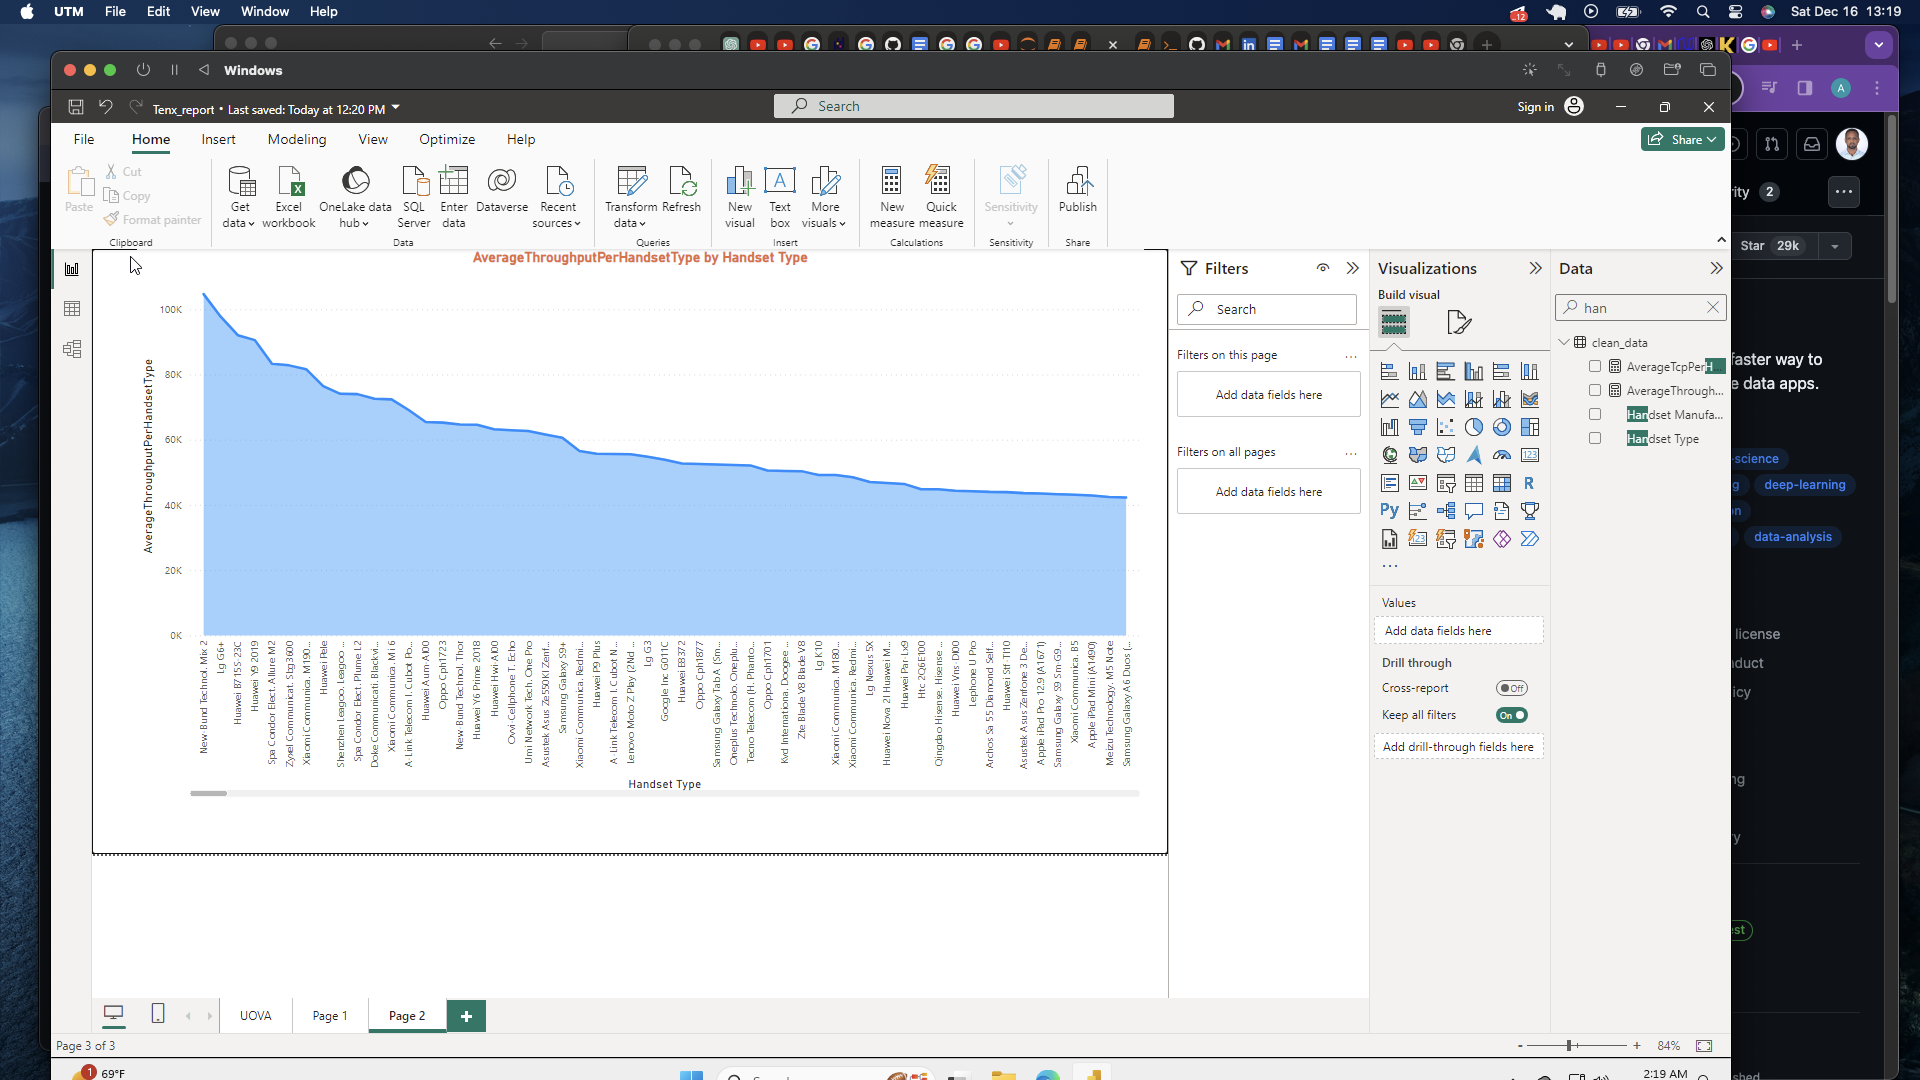 UTM File Edit View Window Help
12
Sat Dec 16 13:19
Windows
Tenx_report • Last saved: Today at 12:20 PM
Search
Sign in
File Home Insert Modeling View Optimize Help
Share
Paste
Cut
Copy
Format painter
Clipboard
Get data
Excel workbook
OneLake data hub
SQL Server
Enter data
Dataverse
Recent sources
Data
Transform data
Refresh
Queries
New visual
Text box
More visuals
Insert
New measure
Quick measure
Calculations
Sensitivity
Sensitivity
Publish
Share
AverageThroughputPerHandsetType by Handset Type
AverageThroughputPerHandsetType
100K
80K
60K
40K
20K
0K
New-Bund Technol. Mix 2
Lg G6+
Huawei B715S-23C
Huawei Y9 2019
Spa Condor Elect. Allure M2
Zyxel Communicat. Sbg3600
Xiaomi Communica. M190...
Huawei Pele
Shenzhen Leagoo. Leagoo ...
Spa Condor Elect. Plume L2
Doke Communicati. Blackvi...
Xiaomi Communica. Mi 6
A-Link Telecom I. Cubot Po...
Huawei Aum-Al00
Oppo Cph1723
New-Bund Technol. Thor
Huawei Y6 Prime 2018
Huawei Hwi-Al00
Ovvi-Cellphone T. Echo
Umi Network Tech. One Pro
Asustek Asus Ze550Kl Zenf...
Samsung Galaxy S9+
Xiaomi Communica. Redmi...
Huawei P9 Plus
A-Link Telecom I. Cubot N...
Lenovo Moto Z Play (2Nd ...
Lg G3
Google Inc G011C
Huawei E8372
Oppo Cph1877
Samsung Galaxy Tab A (Sm...
Oneplus Technolo. Oneplu...
Tecno Telecom (H. Phanto...
Oppo Cph1701
Kvd Internationa. Doogee ...
Zte Blade V8 Blade V8
Lg K10
Xiaomi Communica. M180...
Xiaomi Communica. Redmi...
Lg Nexus 5X
Huawei Nova 2I Huawei M...
Huawei Par-Lx9
Htc 2Q6E100
Qingdao Hisense. Hisense ...
Huawei Vns-Dl00
Lephone U Pro
Archos Sa 55 Diamond Self...
Huawei Stf-Tl10
Asustek Asus Zenfone 3 De...
Apple iPad Pro 12.9 (A1671)
Samsung Galaxy S9 Sm-G9...
Xiaomi Communica. B5
Apple iPad Mini (A1490)
Meizu Technology. M5 Note
Samsung Galaxy A6 Duos (...
Handset Type
Filters
Search
Filters on this page
Add data fields here
Filters on all pages
Add data fields here
Visualizations
Build visual
Values
Add data fields here
Drill through
Cross-report Off
Keep all filters On
Add drill-through fields here
Data
han
clean_data
AverageTcpPerH...
AverageThrough...
Handset Manufa...
Handset Type
2
Star 29k
faster way to
data apps.
-science
deep-learning
data-analysis
license
UOVA Page 1 Page 2
Page 3 of 3
84%
1 69°F
2:19 AM